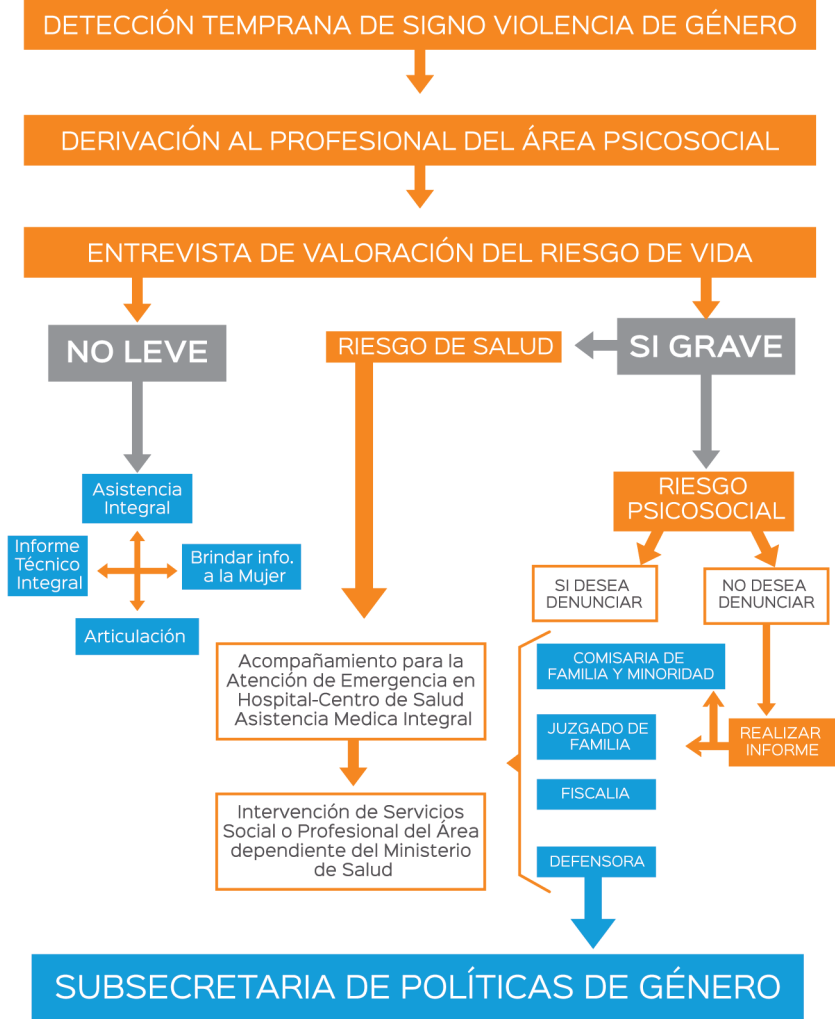 DETECCIÓN TEMPRANA DE SIGNO VIOLENCIA DE GÉNERO
DERIVACIÓN AL PROFESIONAL DEL ÁREA PSICOSOCIAL
ENTREVISTA DE VALORACIÓN DEL RIESGO DE VIDA
NO LEVE
RIESGO DE SALUD
SI GRAVE
Asistencia
Integral
Informe
Técnico
Integral
Brindar info.
a la Mujer
Articulación
RIESGO
PSICOSOCIAL
SI DESEA
DENUNCIAR
NO DESEA
DENUNCIAR
Acompañamiento para la
Atención de Emergencia en
Hospital-Centro de Salud
Asistencia Medica Integral
Intervención de Servicios
Social o Profesional del Área
dependiente del Ministerio
de Salud
COMISARIA DE
FAMILIA Y MINORIDAD
JUZGADO DE
FAMILIA
REALIZAR
INFORME
FISCALIA
DEFENSORA
SUBSECRETARIA DE POLÍTICAS DE GÉNERO